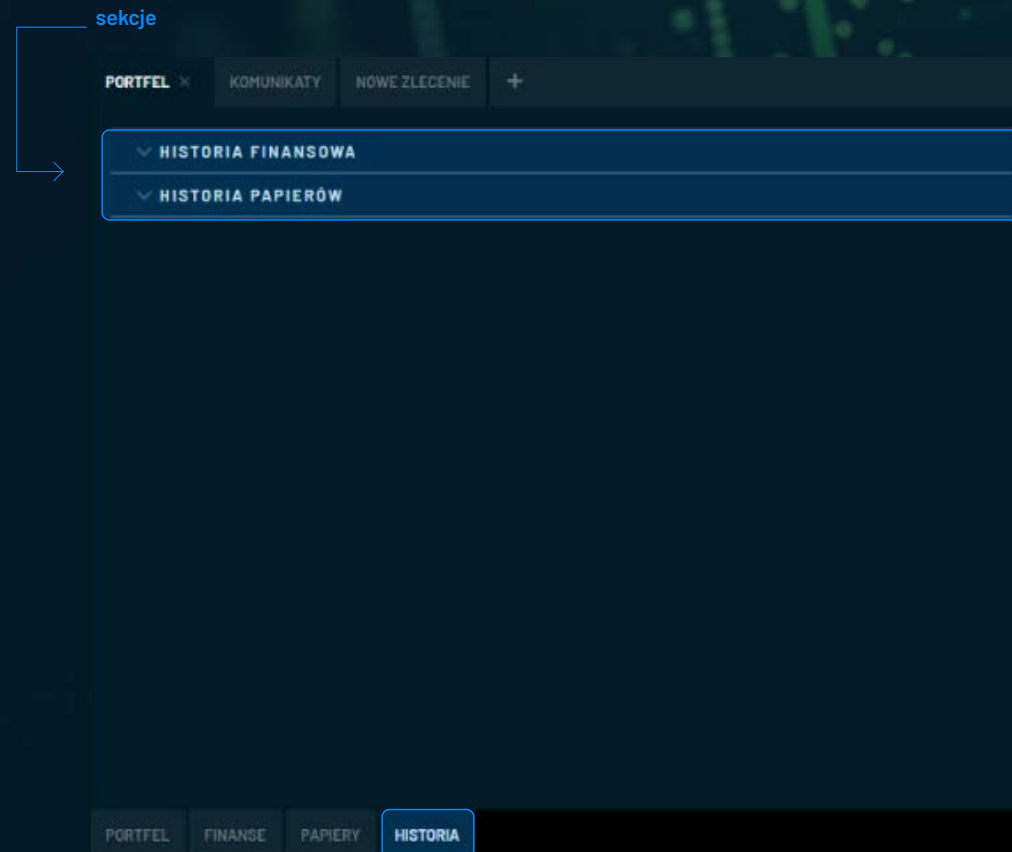 sekcje
PORTFEL × KOMUNIKATY NOWE ZLECENIE +
HISTORIA FINANSOWA
HISTORIA PAPIERÓW
PORTFEL FINANSE PAPIERY HISTORIA